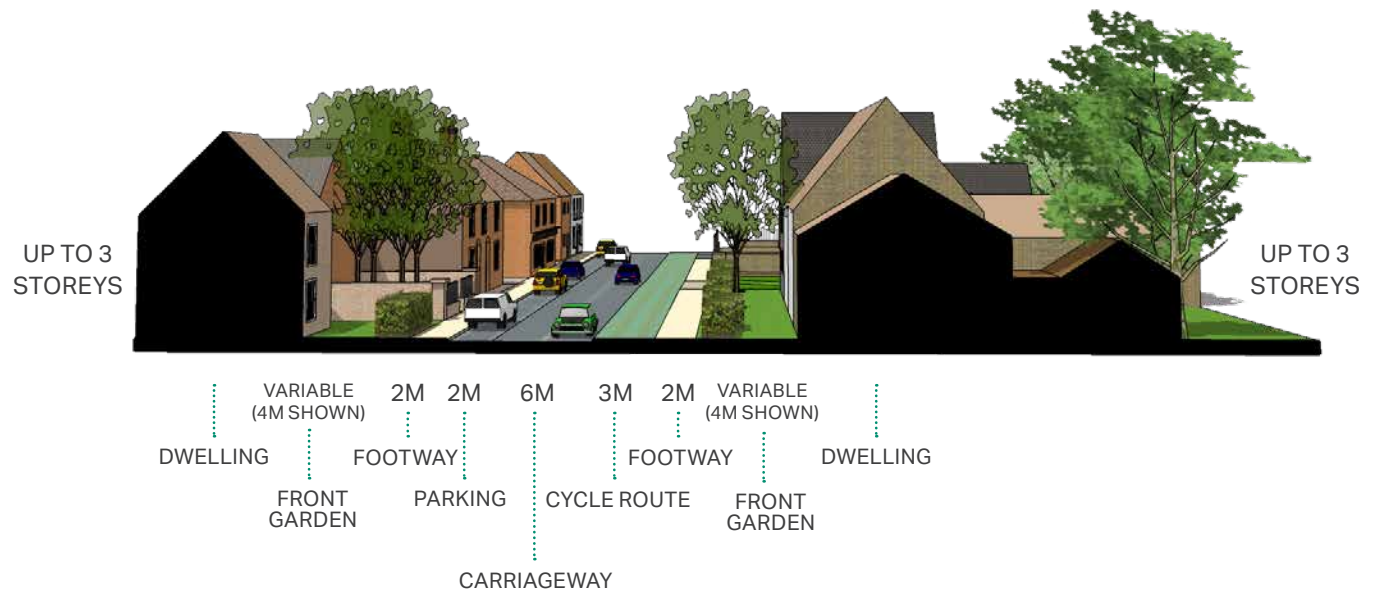 UP TO 3
STOREYS
UP TO 3
STOREYS
VARIABLE
(4M SHOWN)
2M
2M
6M
3M
2M
VARIABLE
(4M SHOWN)
DWELLING
FOOTWAY
FOOTWAY
DWELLING
FRONT
GARDEN
PARKING
CYCLE ROUTE
FRONT
GARDEN
CARRIAGEWAY